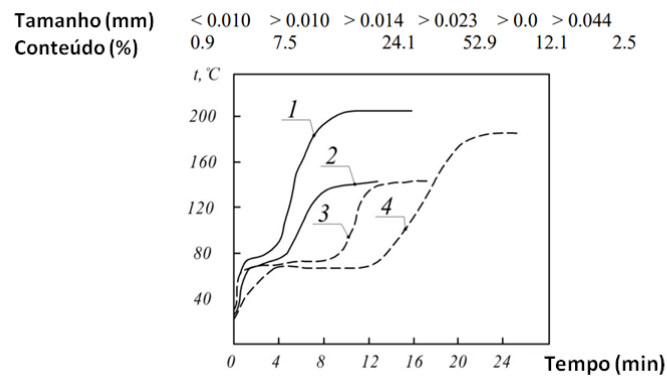 Tamanho (mm) < 0.010 > 0.010 > 0.014 > 0.023 > 0.0 > 0.044
Conteúdo (%) 0.9 7.5 24.1 52.9 12.1 2.5
t,℃
200
160
120
80
40
1
2
3
4
0 4 8 12 16 20 24 Tempo (min)